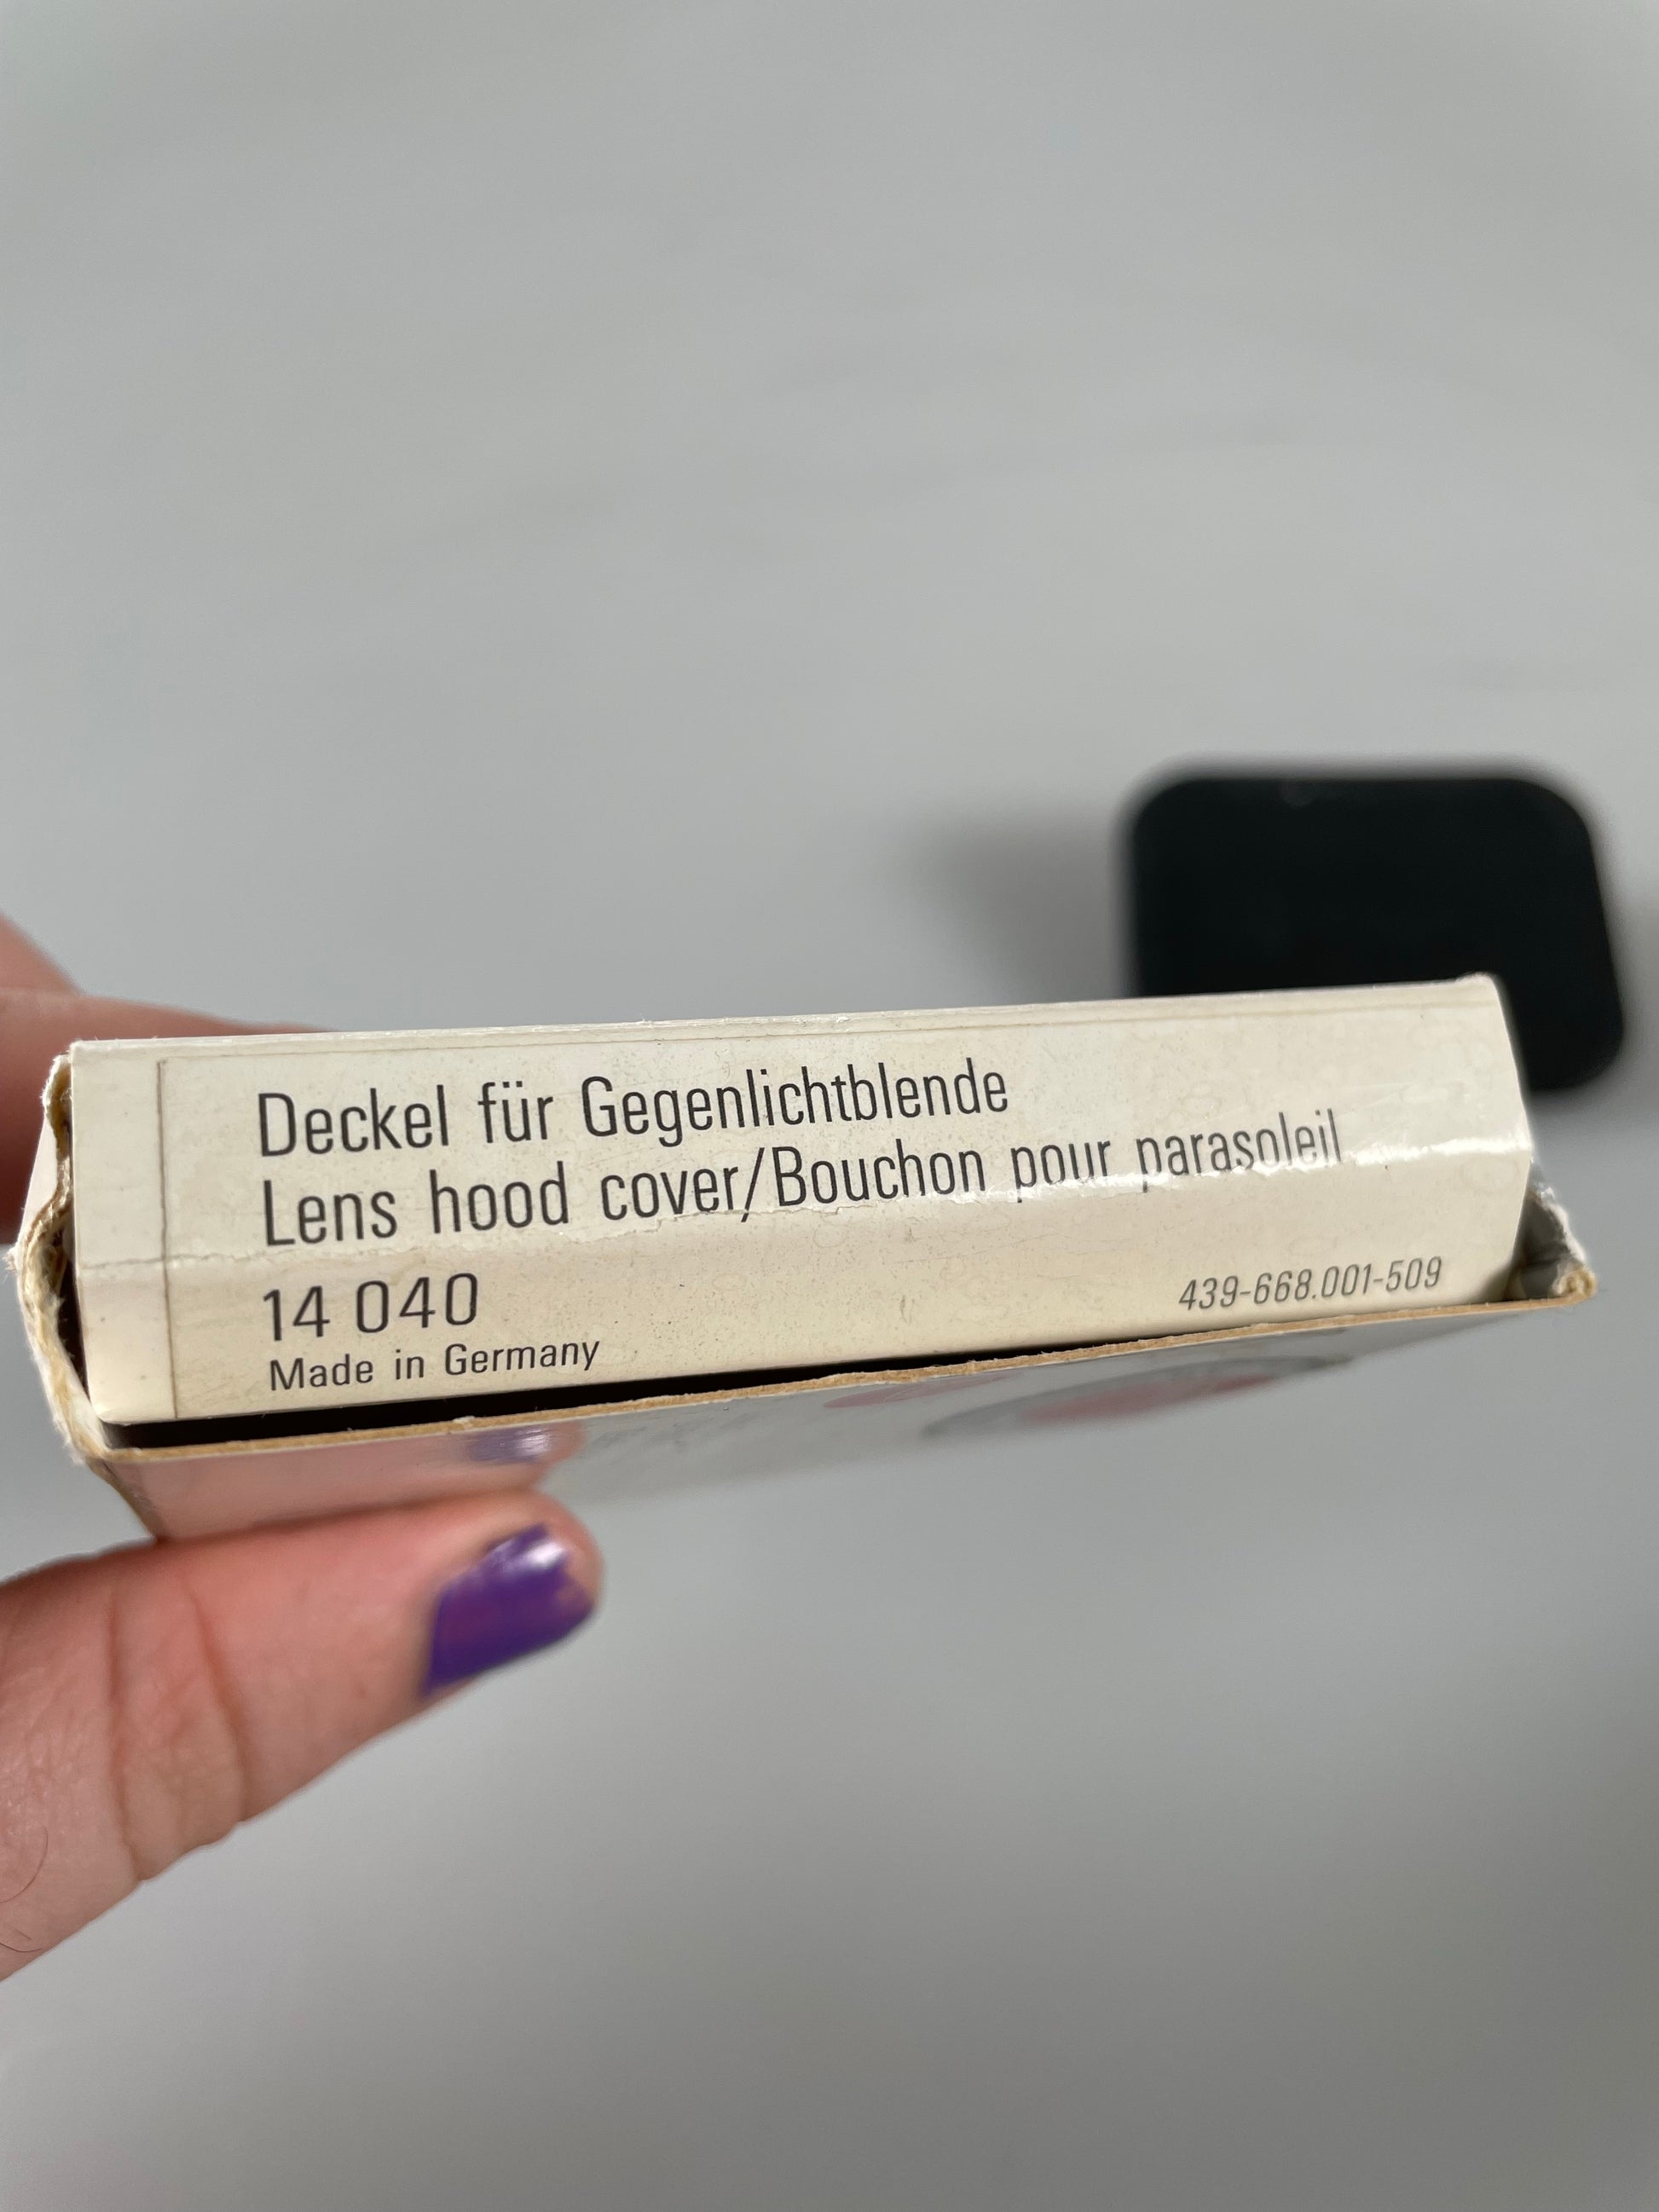 Deckel für Gegenlichtblende
Lens hood cover/Bouchon pour parasoleil
14 040
Made in Germany
439-668.001-509